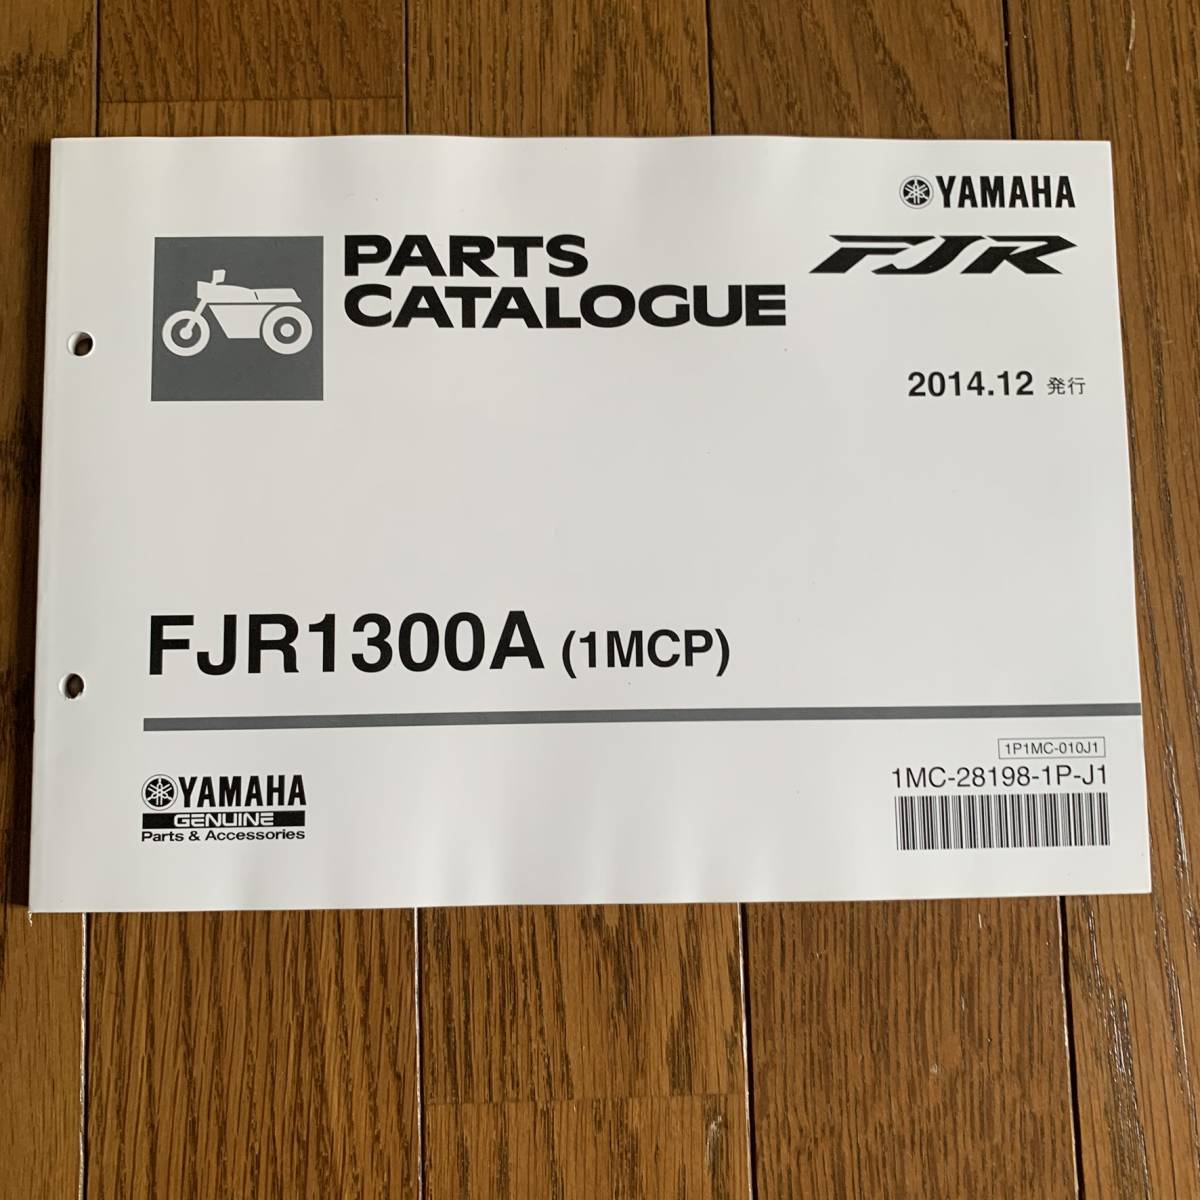 YAMAHA
PARTS
CATALOGUE
FJR
2014.12 発行
FJR1300A (1MCP)
1P1MC-010J1
1MC-28198-1P-J1
YAMAHA
GENUINE
Parts & Accessories